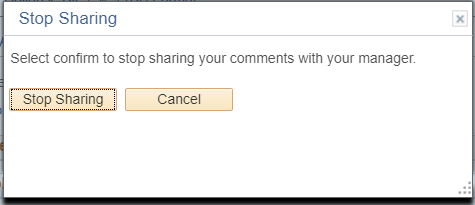 Stop Sharing
Select confirm to stop sharing your comments with your manager.
Stop Sharing Cancel